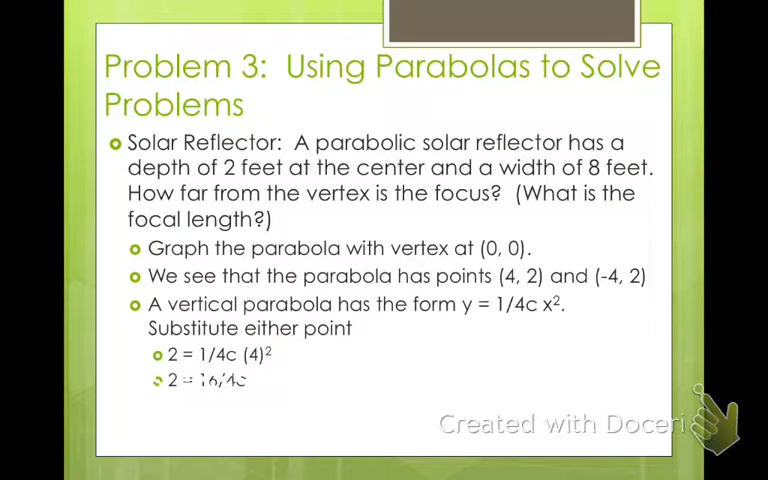 Problem 3: Using Parabolas to Solve
Problems
Solar Reflector: A parabolic solar reflector has a
depth of 2 feet at the center and a width of 8 feet.
How far from the vertex is the focus? (What is the
focal length?)
Graph the parabola with vertex at (0, 0).
We see that the parabola has points (4, 2) and (-4, 2)
A vertical parabola has the form y = 1/4c x².
Substitute either point
2 = 1/4c (4)²
2 = 16/4c
Created with Doceri